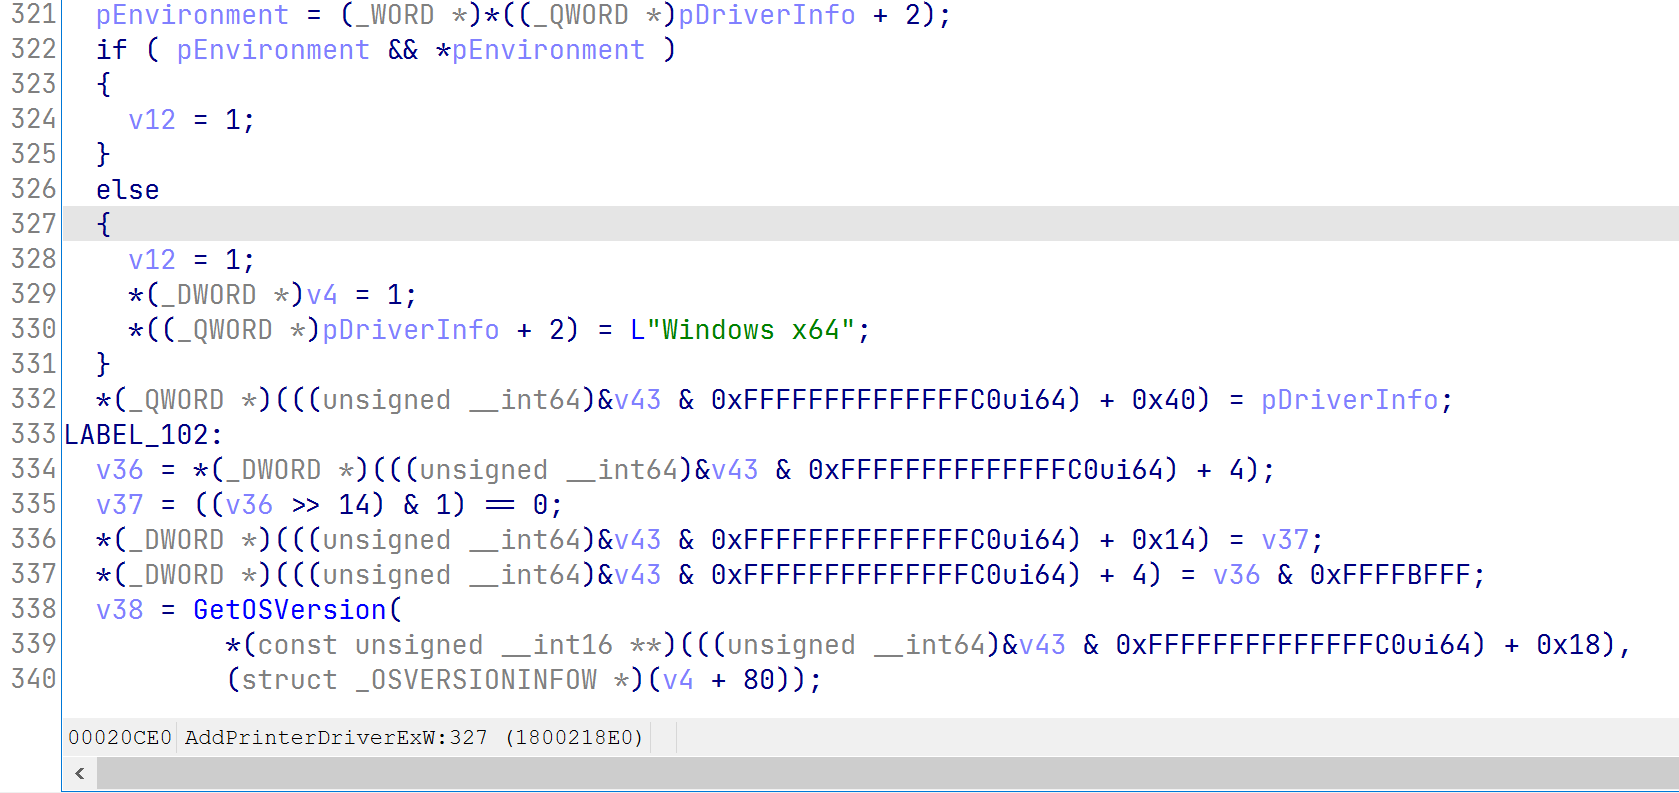 321 pEnvironment = (_WORD *)*((_QWORD *)pDriverInfo + 2);
322 if ( pEnvironment && *pEnvironment )
323 {
324 v12 = 1;
325 }
326 else
327 {
328 v12 = 1;
329 *(_DWORD *)v4 = 1;
330 *((_QWORD *)pDriverInfo + 2) = L"Windows x64";
331 }
332 *(_QWORD *)(((unsigned __int64)&v43 & 0xFFFFFFFFFFFFFFC0ui64) + 0x40) = pDriverInfo;
333 LABEL_102:
334 v36 = *(_DWORD *)(((unsigned __int64)&v43 & 0xFFFFFFFFFFFFFFC0ui64) + 4);
335 v37 = ((v36 >> 14) & 1) == 0;
336 *(_DWORD *)(((unsigned __int64)&v43 & 0xFFFFFFFFFFFFFFC0ui64) + 0x14) = v37;
337 *(_DWORD *)(((unsigned __int64)&v43 & 0xFFFFFFFFFFFFFFC0ui64) + 4) = v36 & 0xFFFFBFFF;
338 v38 = GetOSVersion(
339 *(const unsigned __int16 **)(((unsigned __int64)&v43 & 0xFFFFFFFFFFFFFFC0ui64) + 0x18),
340 (struct _OSVERSIONINFOW *)(v4 + 80));
00020CE0 AddPrinterDriverExW:327 (1800218E0)